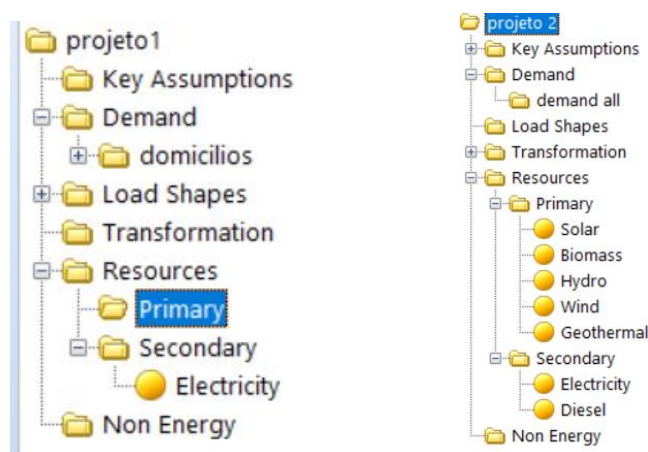 projeto1
Key Assumptions
Demand
domicilios
Load Shapes
Transformation
Resources
Primary
Secondary
Electricity
Non Energy
projeto 2
Key Assumptions
Demand
demand all
Load Shapes
Transformation
Resources
Primary
Solar
Biomass
Hydro
Wind
Geothermal
Secondary
Electricity
Diesel
Non Energy